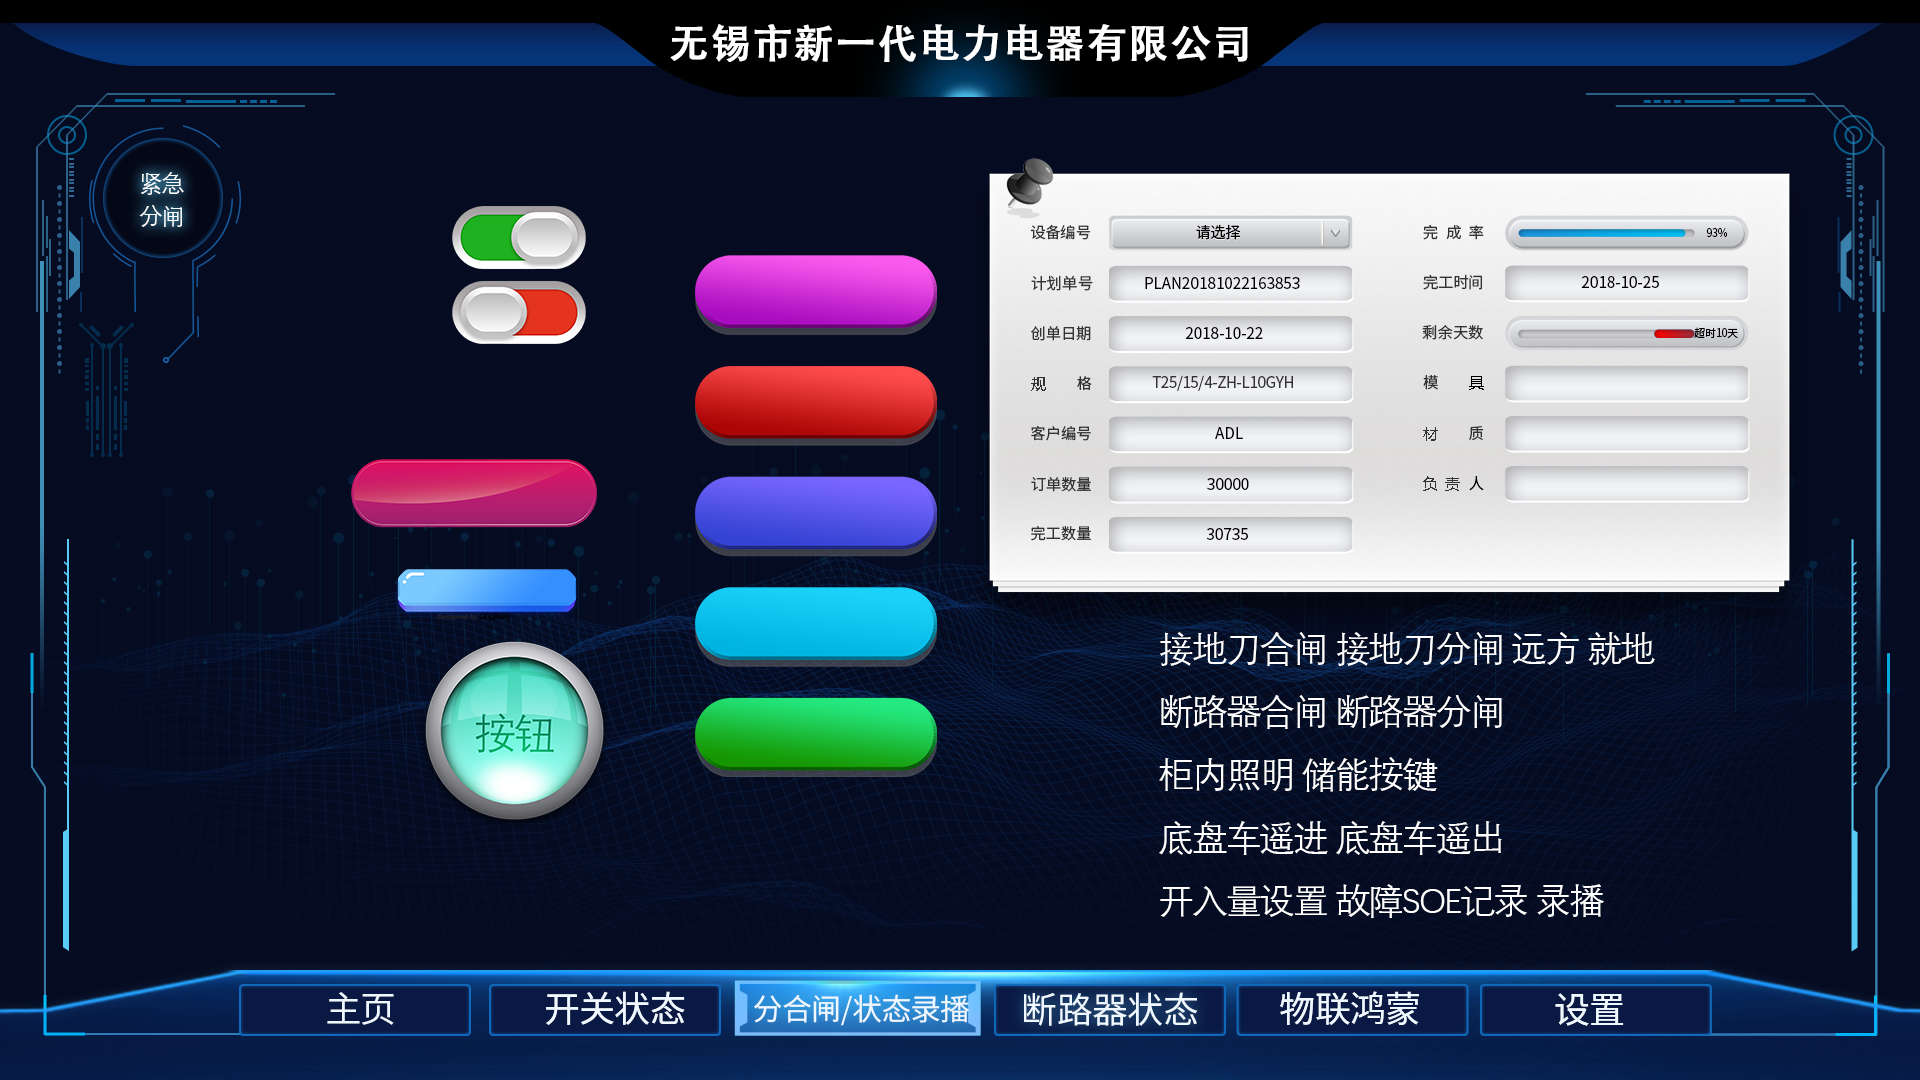 无锡市新一代电力电器有限公司
紧急
分闸
设备编号 请选择 完 成 率 93%
计划单号 PLAN20181022163853 完工时间 2018-10-25
创单日期 2018-10-22 剩余天数 超时10天
规 格 T25/15/4-ZH-L10GYH 模 具
客户编号 ADL 材 质
订单数量 30000 负 责 人
完工数量 30735
按钮
接地刀合闸 接地刀分闸 远方 就地
断路器合闸 断路器分闸
柜内照明 储能按键
底盘车遥进 底盘车遥出
开入量设置 故障SOE记录 录播
主页 开关状态 分合闸/状态录播 断路器状态 物联鸿蒙 设置